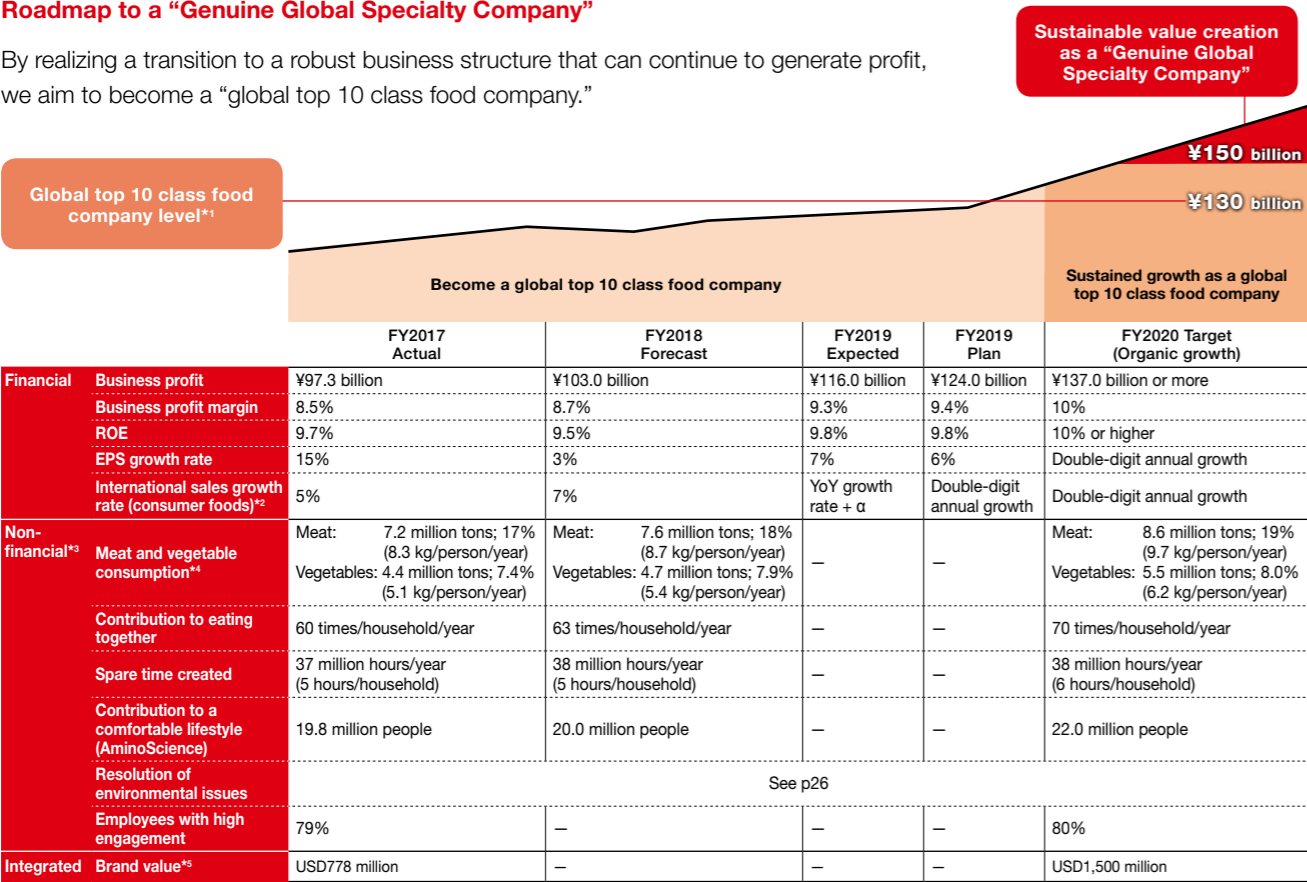 Roadmap to a “Genuine Global Specialty Company”
By realizing a transition to a robust business structure that can continue to generate profit,
we aim to become a “global top 10 class food company.”
Sustainable value creation
as a “Genuine Global
Specialty Company”
¥150 billion
Global top 10 class food
company level*1
¥130 billion
Become a global top 10 class food company
Sustained growth as a global
top 10 class food company
FY2017
Actual
FY2018
Forecast
FY2019
Expected
FY2019
Plan
FY2020 Target
(Organic growth)
Financial
Business profit ¥97.3 billion ¥103.0 billion ¥116.0 billion ¥124.0 billion ¥137.0 billion or more
Business profit margin 8.5% 8.7% 9.3% 9.4% 10%
ROE 9.7% 9.5% 9.8% 9.8% 10% or higher
EPS growth rate 15% 3% 7% 6% Double-digit annual growth
International sales growth
rate (consumer foods)*2
5% 7%
YoY growth
rate + α
Double-digit
annual growth
Double-digit annual growth
Non-
financial*3
Meat and vegetable
consumption*4
Meat: 7.2 million tons; 17%
(8.3 kg/person/year)
Vegetables: 4.4 million tons; 7.4%
(5.1 kg/person/year)
Meat: 7.6 million tons; 18%
(8.7 kg/person/year)
Vegetables: 4.7 million tons; 7.9%
(5.4 kg/person/year)
— —
Meat: 8.6 million tons; 19%
(9.7 kg/person/year)
Vegetables: 5.5 million tons; 8.0%
(6.2 kg/person/year)
Contribution to eating
together
60 times/household/year 63 times/household/year — — 70 times/household/year
Spare time created
37 million hours/year
(5 hours/household)
38 million hours/year
(5 hours/household)
— —
38 million hours/year
(6 hours/household)
Contribution to a
comfortable lifestyle
(AminoScience)
19.8 million people 20.0 million people — — 22.0 million people
Resolution of
environmental issues
See p26
Employees with high
engagement
79% — — — 80%
Integrated Brand value*5 USD778 million — — — USD1,500 million